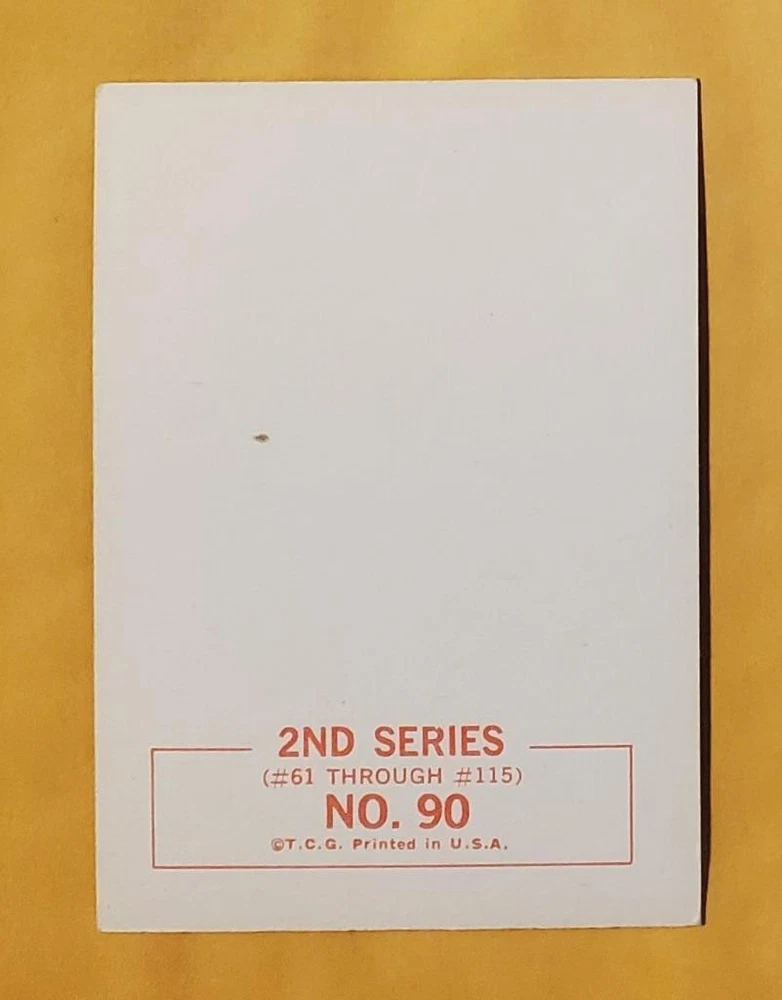 2ND SERIES
(#61 THROUGH #115)
NO. 90
©T.C.G. Printed in U.S.A.